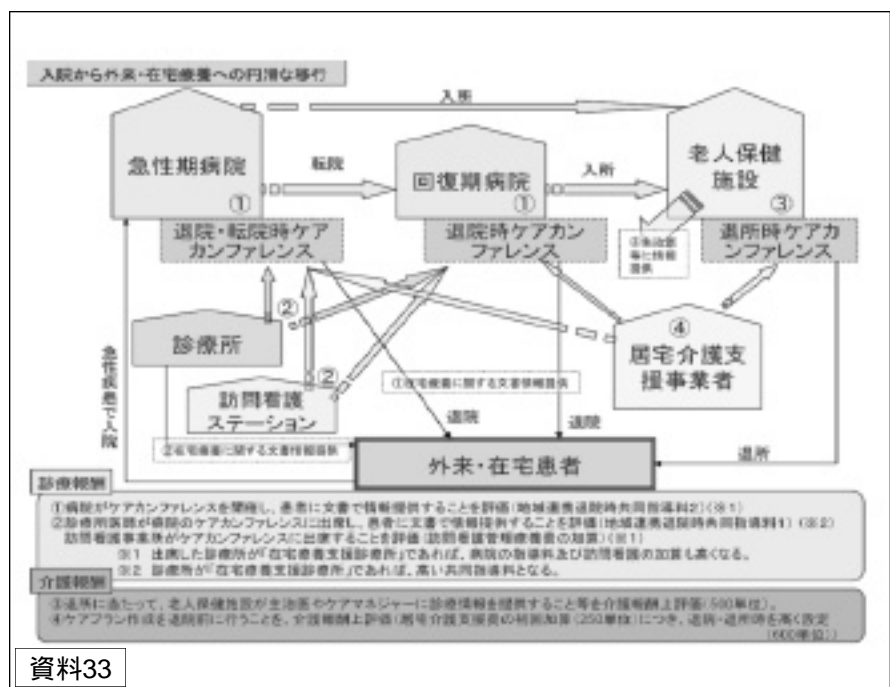 入院から外来・在宅療養への円滑な移行
入所
急性期病院
①
転院
回復期病院
①
入所
老人保健
施設
③
退院・転院時ケア
カンファレンス
退院時ケアカン
ファレンス
退所時ケアカ
ンファレンス
等に情報
提供
②
診療所
④
居宅介護支
援事業者
急性疾患で入院
②
訪問看護
ステーション
①在宅療養に関する文書情報提供
退院
退院
退所
②在宅療養に関する文書情報提供
外来・在宅患者
診療報酬
①病院がケアカンファレンスを開催し、患者に文書で情報提供することを評価(地域連携退院時共同指導料2)(※1)
②診療所医師が病院のケアカンファレンスに出席し、患者に文書で情報提供することを評価(地域連携退院時共同指導料1)(※2)
訪問看護事業所がケアカンファレンスに出席することを評価(訪問看護管理療養費の加算)(※1)
※1 出席した診療所が「在宅療養支援診療所」であれば、病院の指導料及び訪問看護の加算も高くなる。
※2 診療所が「在宅療養支援診療所」であれば、高い共同指導料となる。
介護報酬
③退所に当たって、老人保健施設が主治医やケアマネジャーに診療情報を提供すること等を介護報酬上評価(500単位)。
④ケアプラン作成を退院前に行うことを、介護報酬上評価(居宅介護支援費の初回加算(250単位)につき、退院・退所時を高く設定
(600単位))
資料33